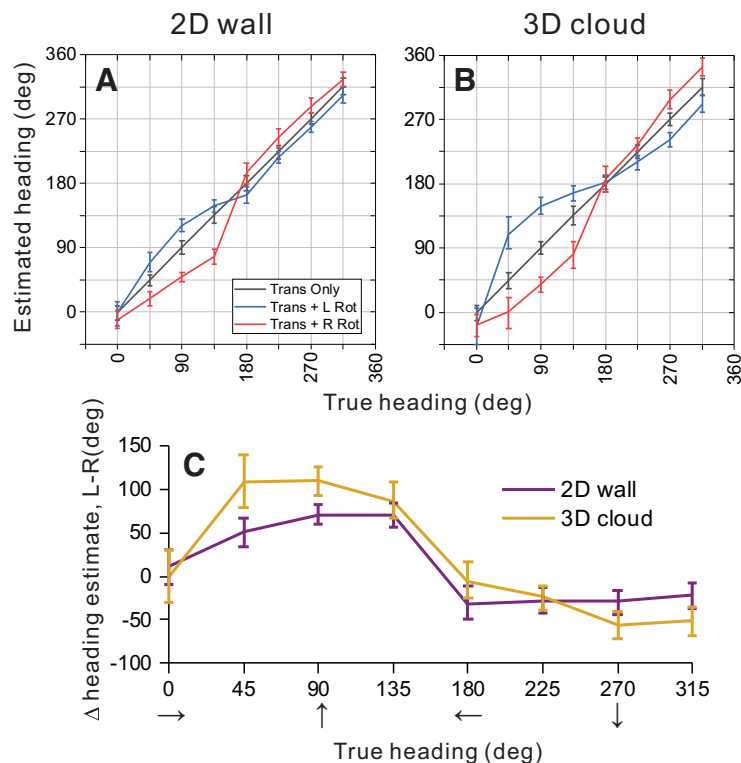 2D wall
3D cloud
A
B
Estimated heading (deg)
360
270
180
90
0
360
270
180
90
0
Trans Only
Trans + L Rot
Trans + R Rot
0
90
180
270
360
0
90
180
270
360
True heading (deg)
C
Δ heading estimate, L-R(deg)
150
100
50
0
-50
-100
2D wall
3D cloud
0 45 90 135 180 225 270 315
→ ↑ ← ↓
True heading (deg)